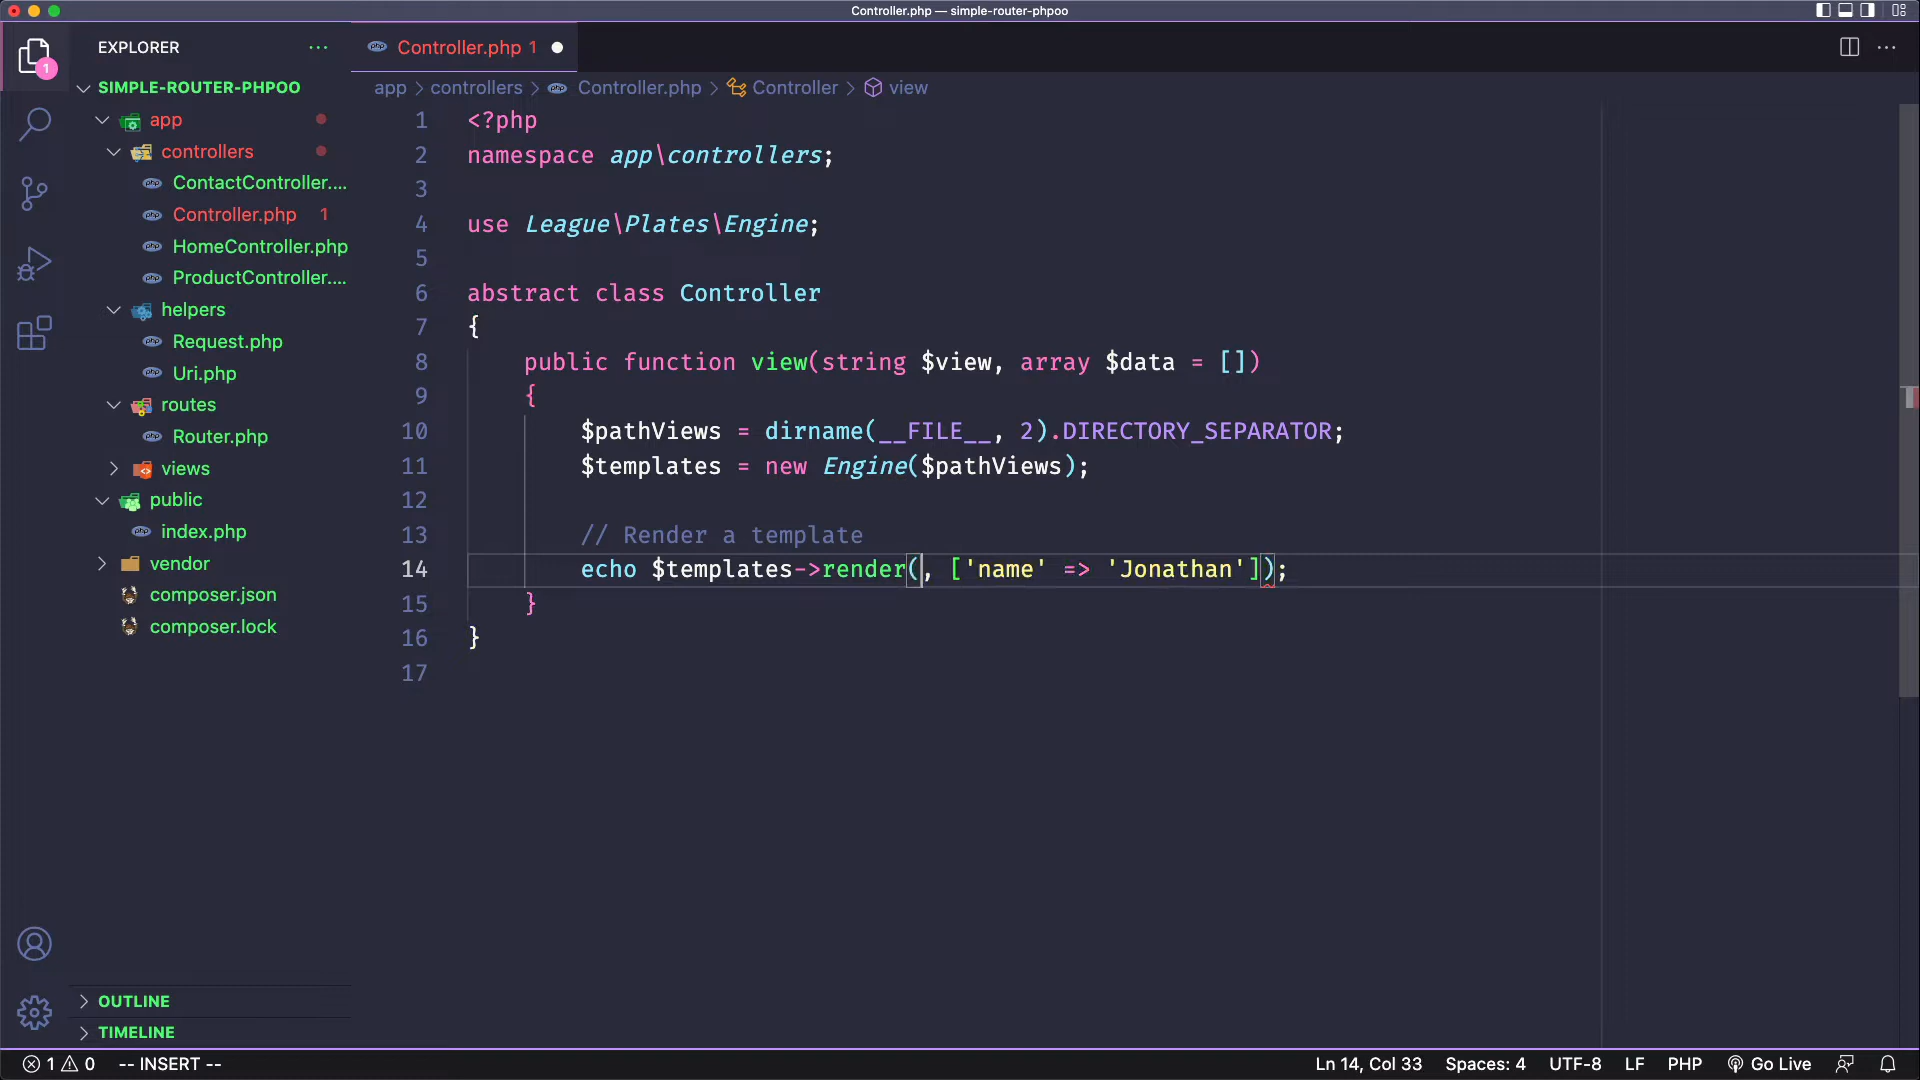 Controller.php — simple-router-phpoo
EXPLORER
Controller.php 1
1
SIMPLE-ROUTER-PHPOO
app
controllers
ContactController....
Controller.php 1
HomeController.php
ProductController....
helpers
Request.php
Uri.php
routes
Router.php
views
public
index.php
vendor
composer.json
composer.lock
OUTLINE
TIMELINE
app > controllers > Controller.php > Controller > view
1 <?php
2 namespace app\controllers;
3
4 use League\Plates\Engine;
5
6 abstract class Controller
7 {
8 public function view(string $view, array $data = [])
9 {
10 $pathViews = dirname(__FILE__, 2).DIRECTORY_SEPARATOR;
11 $templates = new Engine($pathViews);
12
13 // Render a template
14 echo $templates->render(, ['name' => 'Jonathan']);
15 }
16 }
17
1 0 -- INSERT -- Ln 14, Col 33 Spaces: 4 UTF-8 LF PHP Go Live